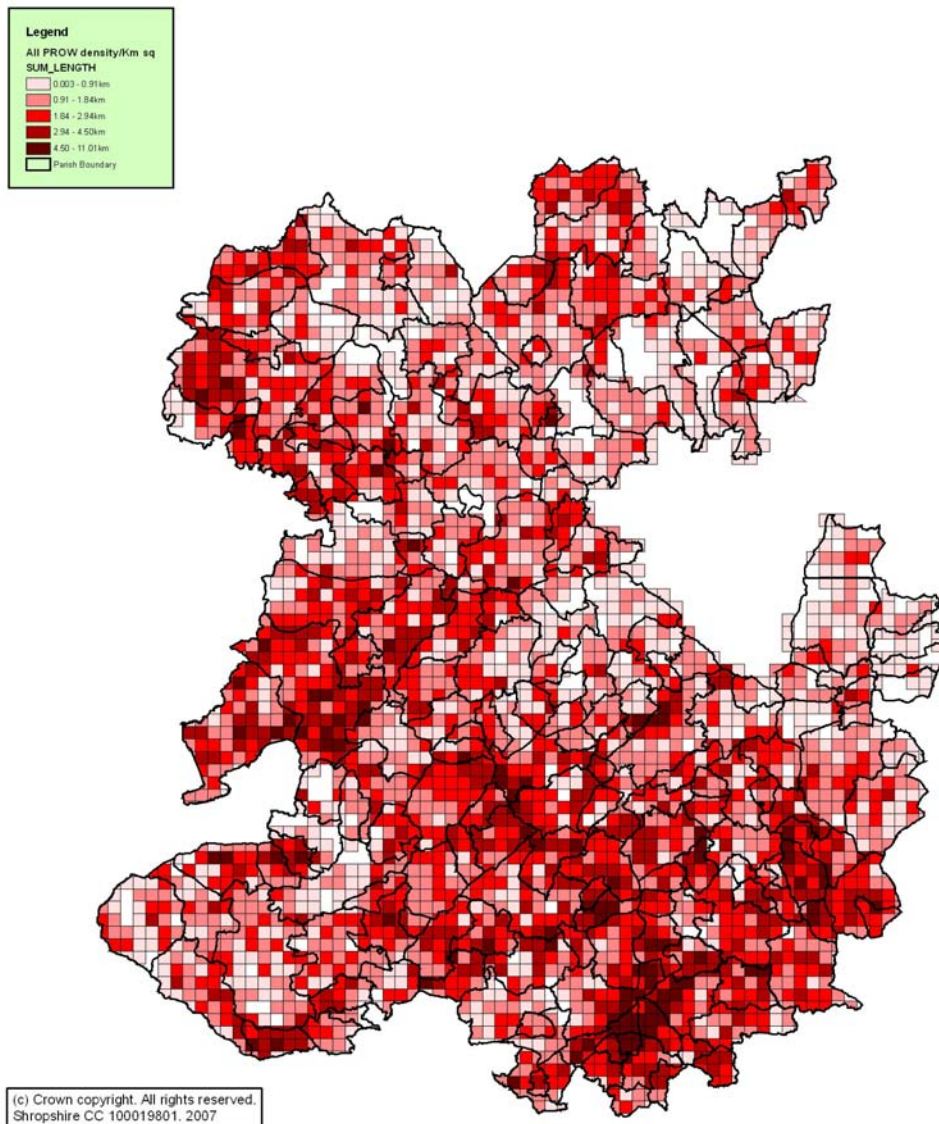 Legend
All PROW density/Km sq
SUM_LENGTH
0.003 - 0.91km
0.91 - 1.84km
1.84 - 2.94km
2.94 - 4.50km
4.50 - 11.01km
Parish Boundary
(c) Crown copyright. All rights reserved.
Shropshire CC 100019801. 2007